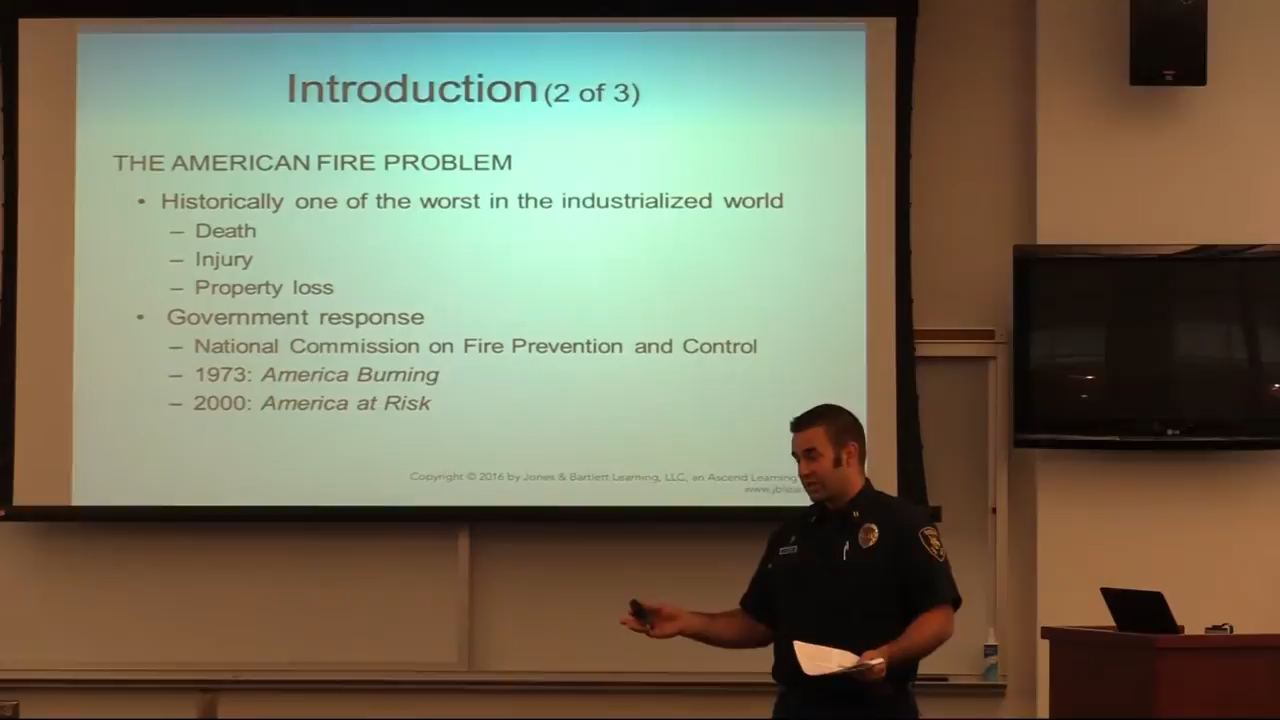 Introduction (2 of 3)
THE AMERICAN FIRE PROBLEM
• Historically one of the worst in the industrialized world
– Death
– Injury
– Property loss
• Government response
– National Commission on Fire Prevention and Control
– 1973: America Burning
– 2000: America at Risk
Copyright © 2016 by Jones & Bartlett Learning, LLC, an Ascend Learning
LG